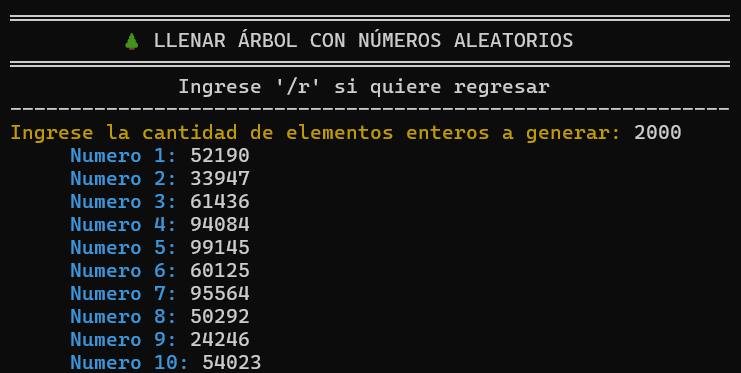 🌲 LLENAR ÁRBOL CON NÚMEROS ALEATORIOS
Ingrese '/r' si quiere regresar
------------------------------------------------------------
Ingrese la cantidad de elementos enteros a generar: 2000
Numero 1: 52190
Numero 2: 33947
Numero 3: 61436
Numero 4: 94084
Numero 5: 99145
Numero 6: 60125
Numero 7: 95564
Numero 8: 50292
Numero 9: 24246
Numero 10: 54023